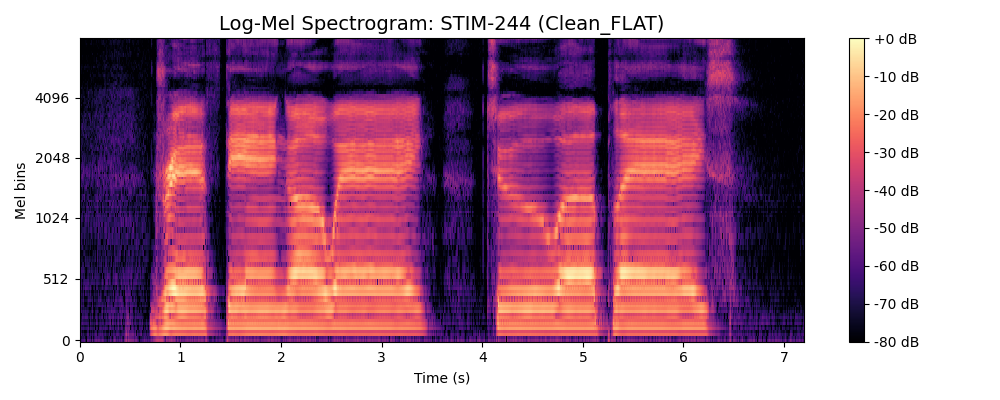 Log-Mel Spectrogram: STIM-244 (Clean_FLAT)
Mel bins
4096
2048
1024
512
0
0 1 2 3 4 5 6 7
Time (s)
+0 dB
-10 dB
-20 dB
-30 dB
-40 dB
-50 dB
-60 dB
-70 dB
-80 dB